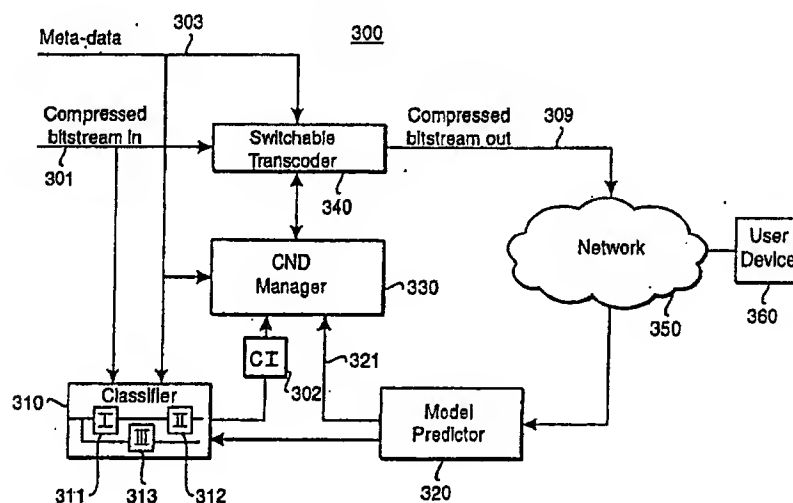 Meta-data
303
300
Compressed
bitstream in
301
Switchable
Transcoder
340
Compressed
bitstream out
309
Network
350
User
Device
360
CND
Manager
330
CI
302
321
310
Classifier
I
II
III
311
313
312
Model
Predictor
320